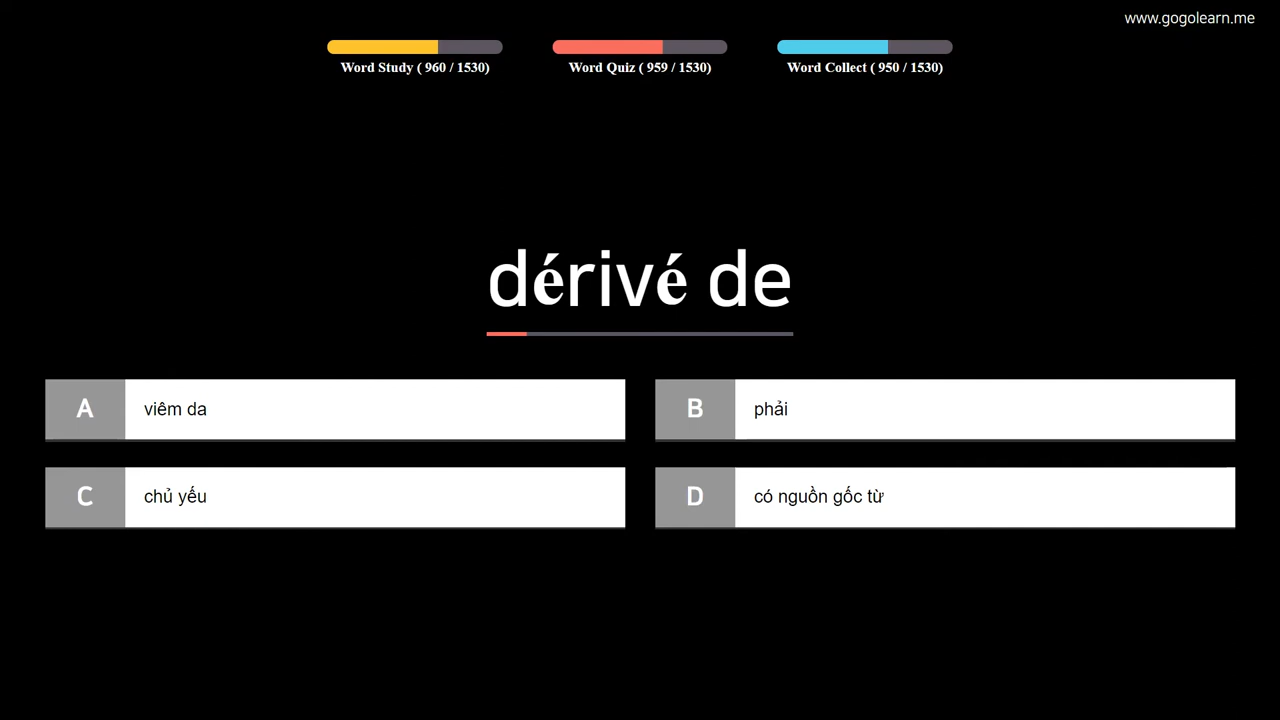 www.gogolearn.me
Word Study ( 960 / 1530)
Word Quiz ( 959 / 1530)
Word Collect ( 950 / 1530)
dérivé de
A viêm da
B phải
C chủ yếu
D có nguồn gốc từ